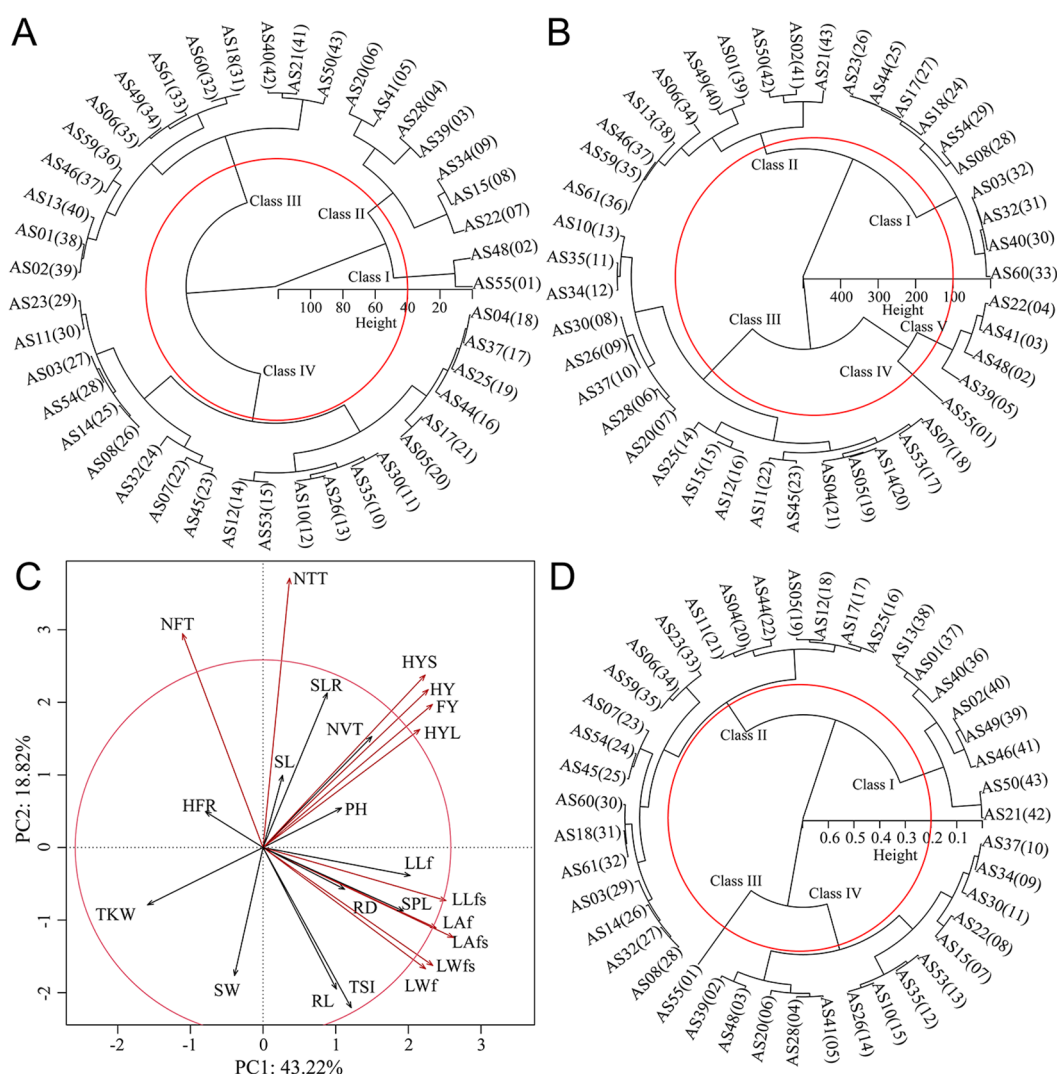 A
AS40(42)
AS21(41)
AS50(43)
AS20(06)
AS41(05)
AS28(04)
AS39(03)
AS34(09)
AS15(08)
AS22(07)
AS48(02)
AS55(01)
AS04(18)
AS37(17)
AS25(19)
AS44(16)
AS17(21)
AS05(20)
AS30(11)
AS35(10)
AS26(13)
AS10(12)
AS53(15)
AS12(14)
AS45(23)
AS07(22)
AS32(24)
AS08(26)
AS14(25)
AS54(28)
AS03(27)
AS11(30)
AS23(29)
AS02(39)
AS01(38)
AS13(40)
AS46(37)
AS59(36)
AS06(35)
AS49(34)
AS61(33)
AS60(32)
AS18(31)
Class III
Class II
Class I
Class IV
100 80 60 40 20
Height
B
AS50(42)
AS02(41)
AS21(43)
AS23(26)
AS44(25)
AS17(27)
AS18(24)
AS54(29)
AS08(28)
AS03(32)
AS32(31)
AS40(30)
AS60(33)
AS22(04)
AS41(03)
AS48(02)
AS39(05)
AS55(01)
AS07(18)
AS53(17)
AS14(20)
AS05(19)
AS04(21)
AS45(23)
AS11(22)
AS12(16)
AS15(15)
AS25(14)
AS20(07)
AS28(06)
AS37(10)
AS26(09)
AS30(08)
AS34(12)
AS35(11)
AS10(13)
AS61(36)
AS59(35)
AS46(37)
AS13(38)
AS06(34)
AS49(40)
AS01(39)
Class II
Class I
Class III
Class V
Class IV
400 300 200 100 0
Height
C
NTT
NFT
HYS
SLR
HY
FY
NVT
HYL
SL
HFR
PH
LLf
LLfs
RD
SPL
TKW
LAf
LAfs
LWfs
SW
RL
TSI
LWf
3
2
1
0
-1
-2
-2 -1 0 1 2 3
PC2: 18.82%
PC1: 43.22%
D
AS05(19)
AS12(18)
AS17(17)
AS25(16)
AS13(38)
AS01(37)
AS40(36)
AS02(40)
AS49(39)
AS46(41)
AS50(43)
AS21(42)
AS37(10)
AS34(09)
AS30(11)
AS22(08)
AS15(07)
AS53(13)
AS35(12)
AS10(15)
AS26(14)
AS41(05)
AS28(04)
AS20(06)
AS48(03)
AS39(02)
AS55(01)
AS08(28)
AS32(27)
AS14(26)
AS03(29)
AS61(32)
AS18(31)
AS60(30)
AS45(25)
AS54(24)
AS07(23)
AS59(35)
AS06(34)
AS23(33)
AS11(21)
AS04(20)
AS44(22)
Class II
Class I
Class III
Class IV
0.6 0.5 0.4 0.3 0.2 0.1
Height